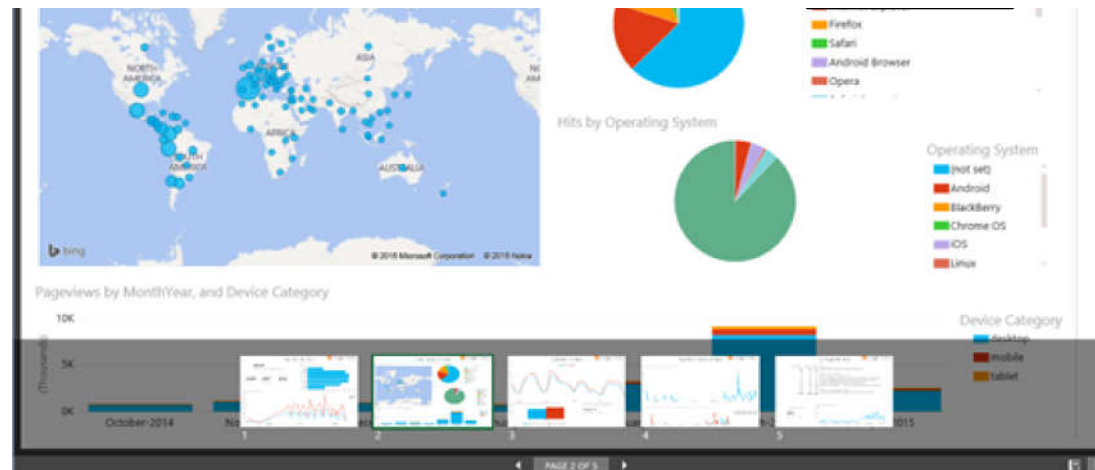 Firefox
Safari
Android Browser
Opera
NORTH
AMERICA
ASIA
AFRICA
SOUTH
AMERICA
AUSTRALIA
bing
© 2015 Microsoft Corporation © 2015 Nokia
Hits by Operating System
Operating System
(not set)
Android
BlackBerry
Chrome OS
iOS
Linux
Pageviews by MonthYear, and Device Category
Device Category
desktop
mobile
tablet
(Thousands)
10K
5K
0K
October-2014
2015
1
2
3
4
5
PAGE 2 OF 5